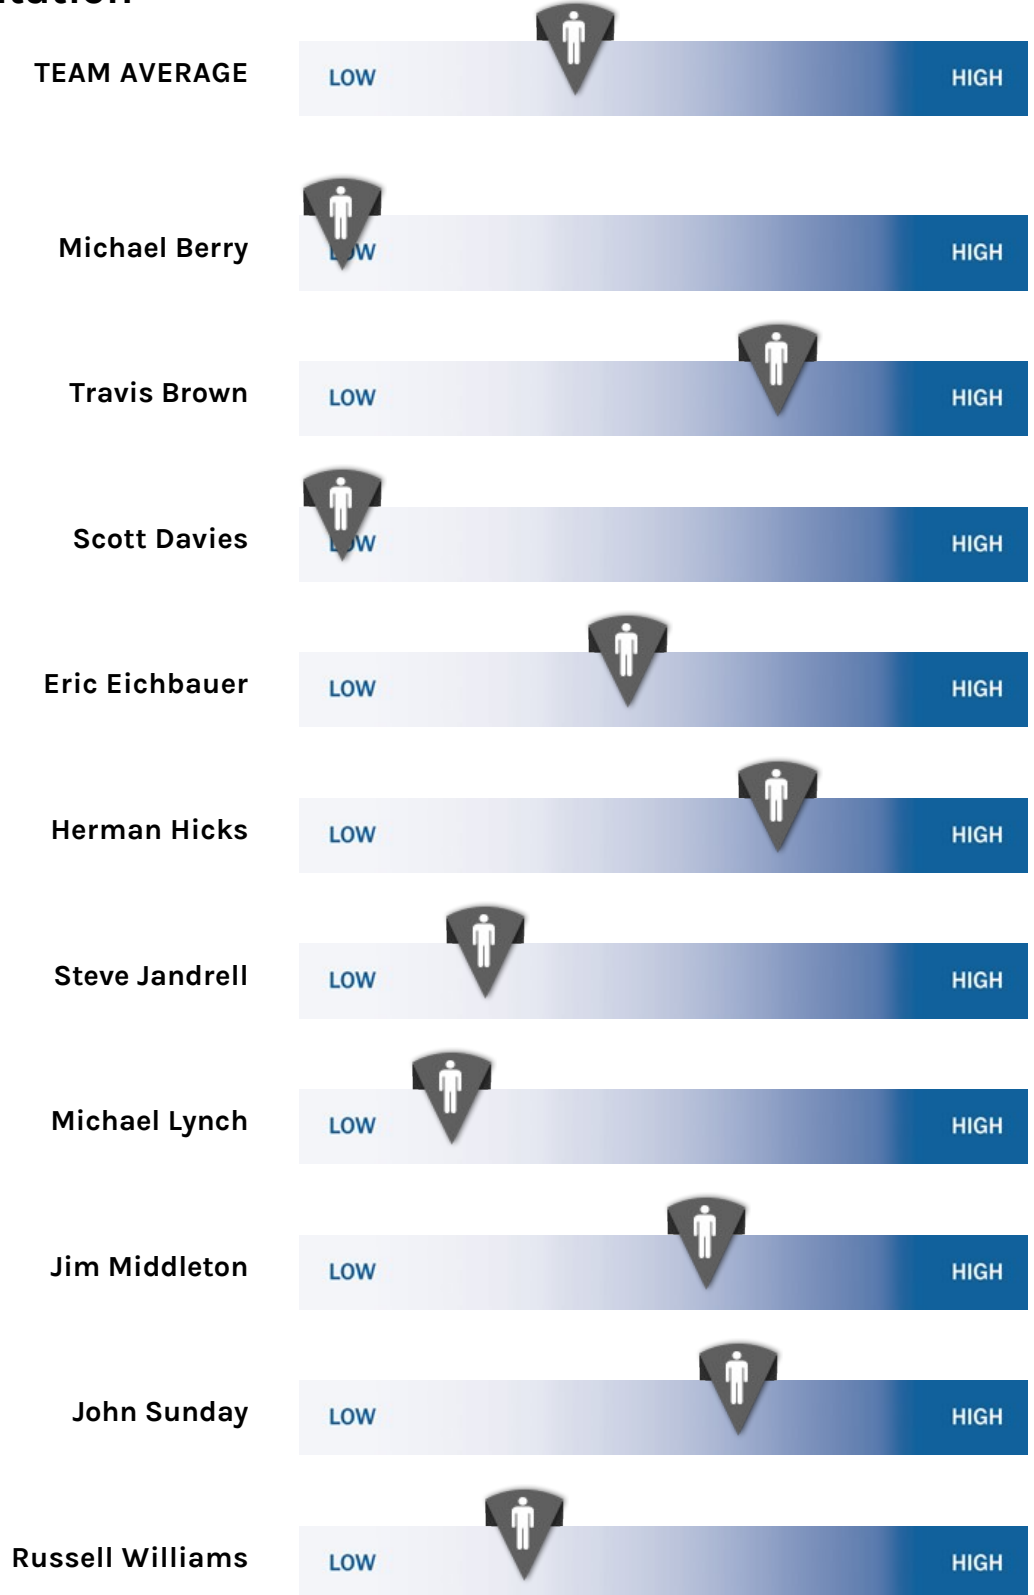 TEAM AVERAGE LOW HIGH
Michael Berry LOW HIGH
Travis Brown LOW HIGH
Scott Davies LOW HIGH
Eric Eichbauer LOW HIGH
Herman Hicks LOW HIGH
Steve Jandrell LOW HIGH
Michael Lynch LOW HIGH
Jim Middleton LOW HIGH
John Sunday LOW HIGH
Russell Williams LOW HIGH